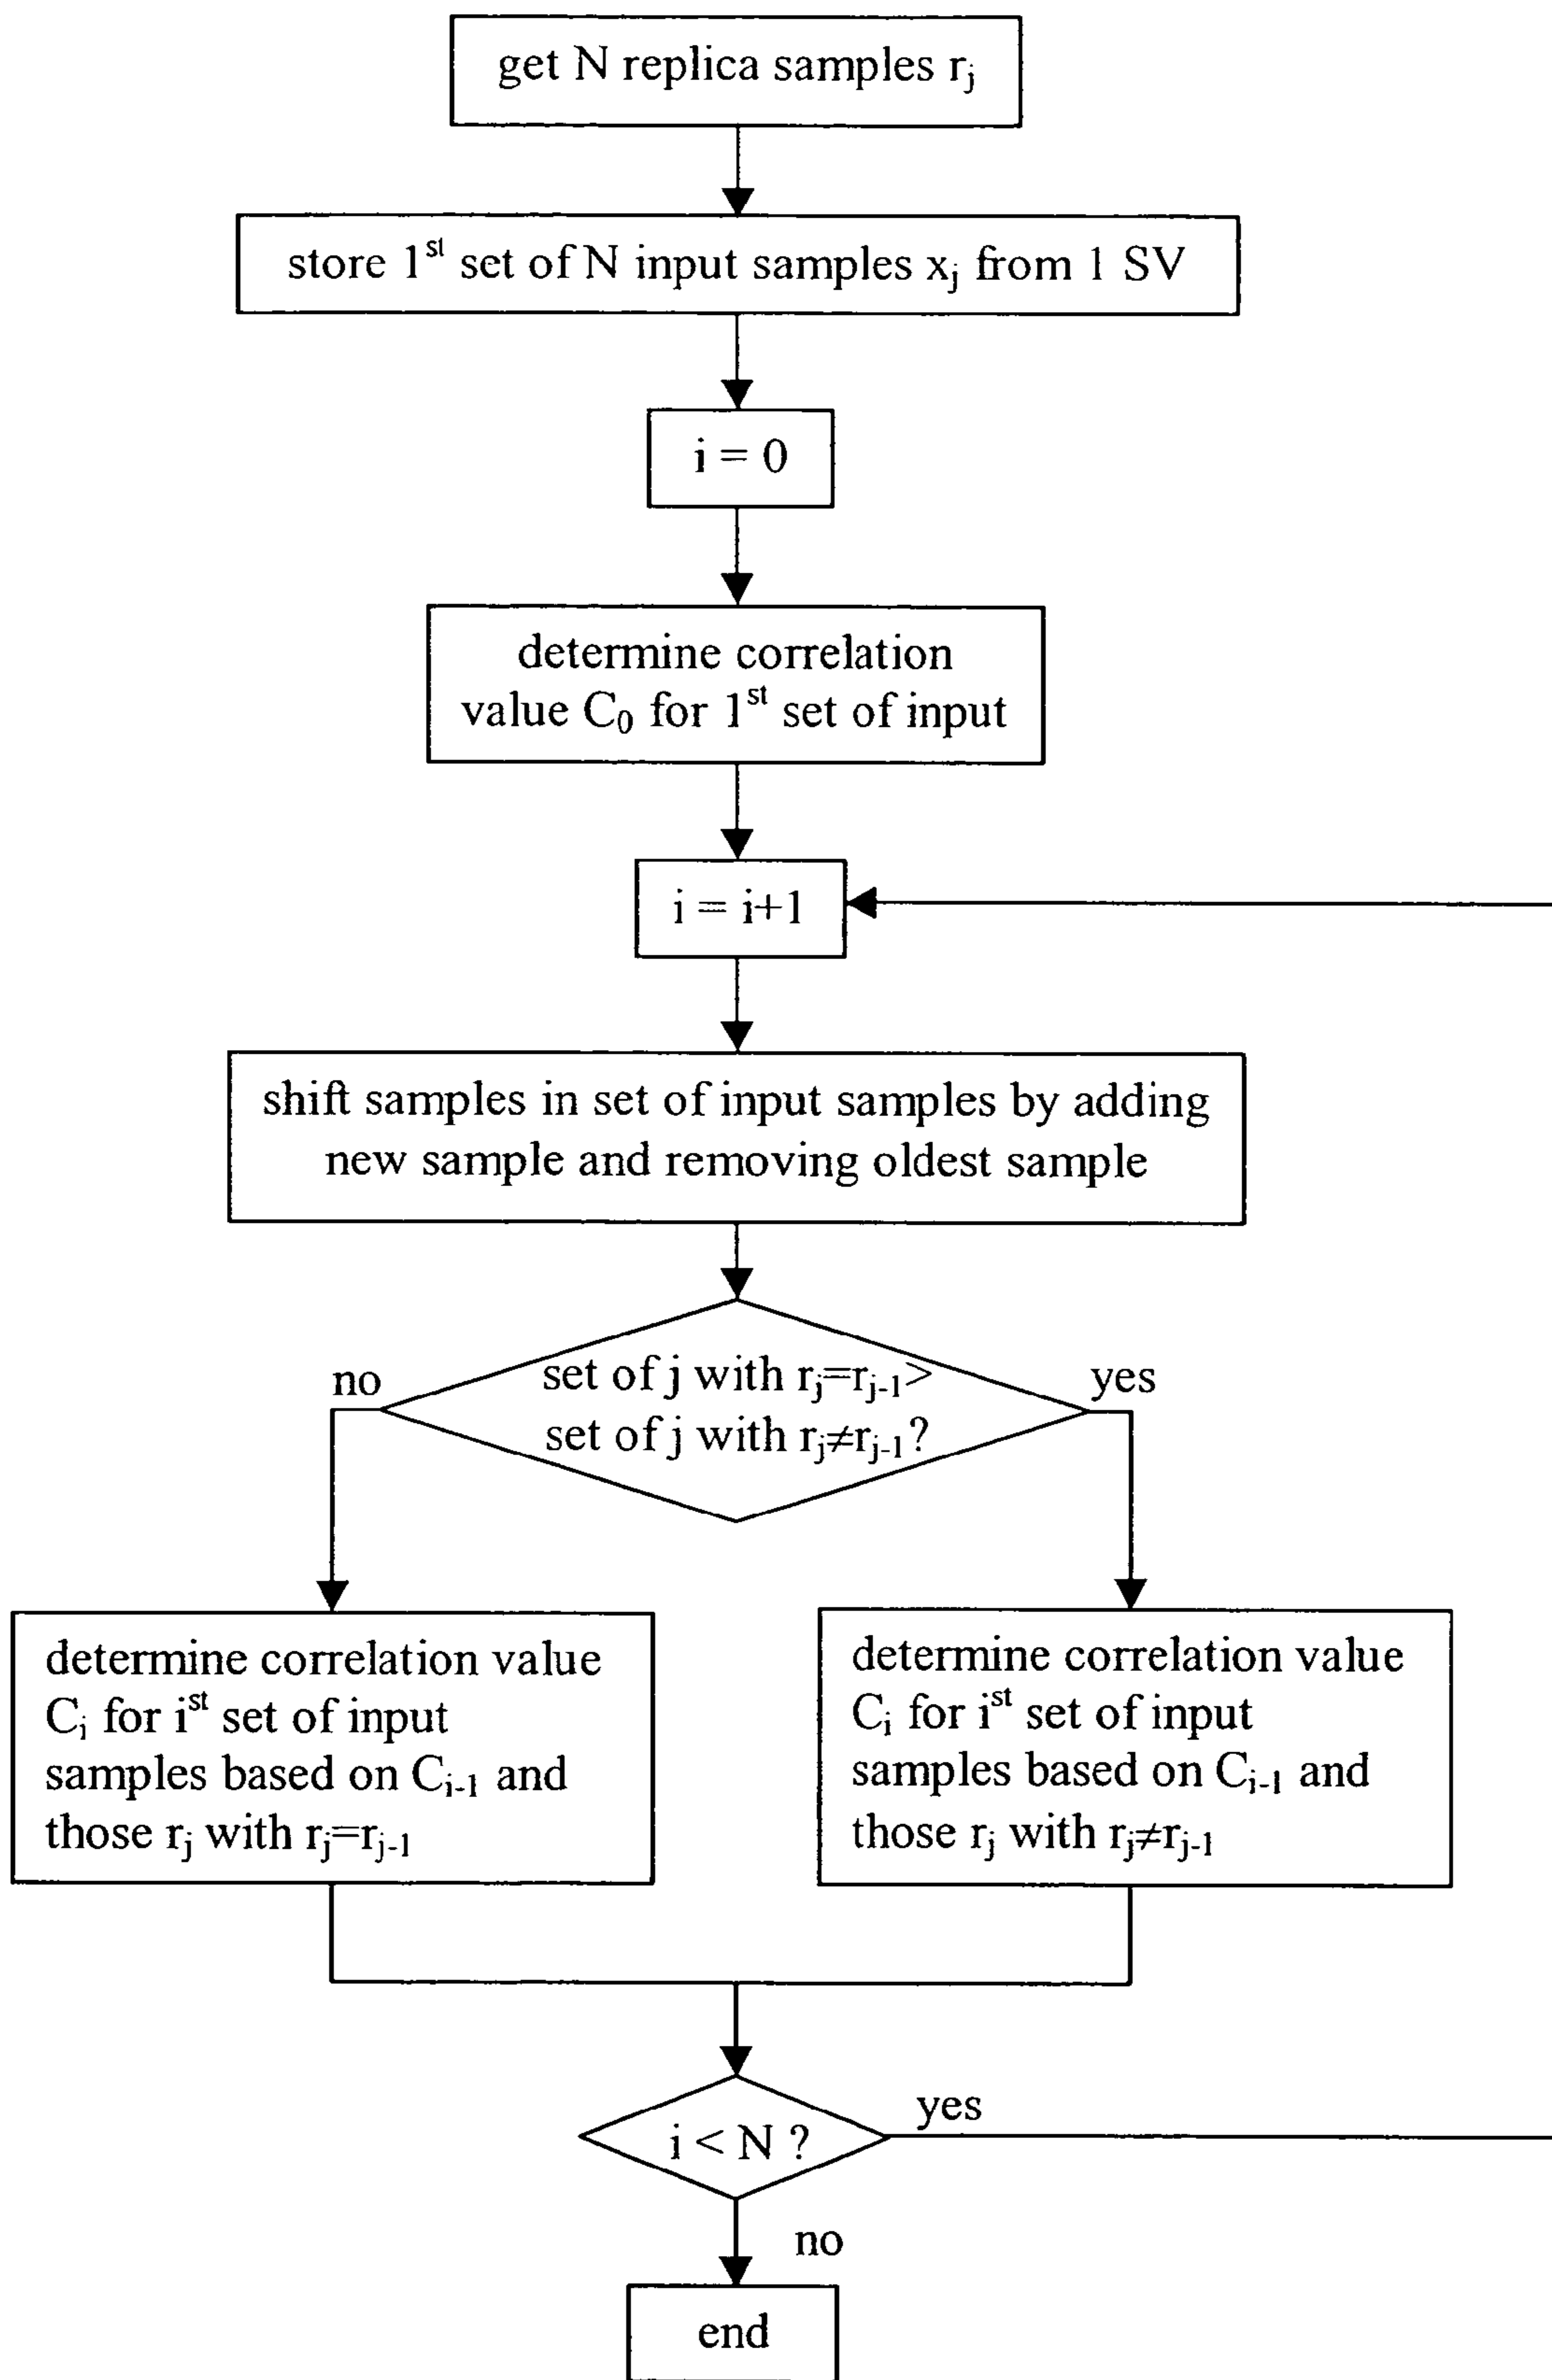 get N replica samples rⱼ
store 1ˢᵗ set of N input samples xⱼ from 1 SV
i = 0
determine correlation
value C₀ for 1ˢᵗ set of input
i = i+1
shift samples in set of input samples by adding
new sample and removing oldest sample
no
set of j with rⱼ=rⱼ₋₁>
set of j with rⱼ≠rⱼ₋₁?
yes
determine correlation value
Cᵢ for iˢᵗ set of input
samples based on Cᵢ₋₁ and
those rⱼ with rⱼ=rⱼ₋₁
determine correlation value
Cᵢ for iˢᵗ set of input
samples based on Cᵢ₋₁ and
those rⱼ with rⱼ≠rⱼ₋₁
i < N ?
yes
no
end